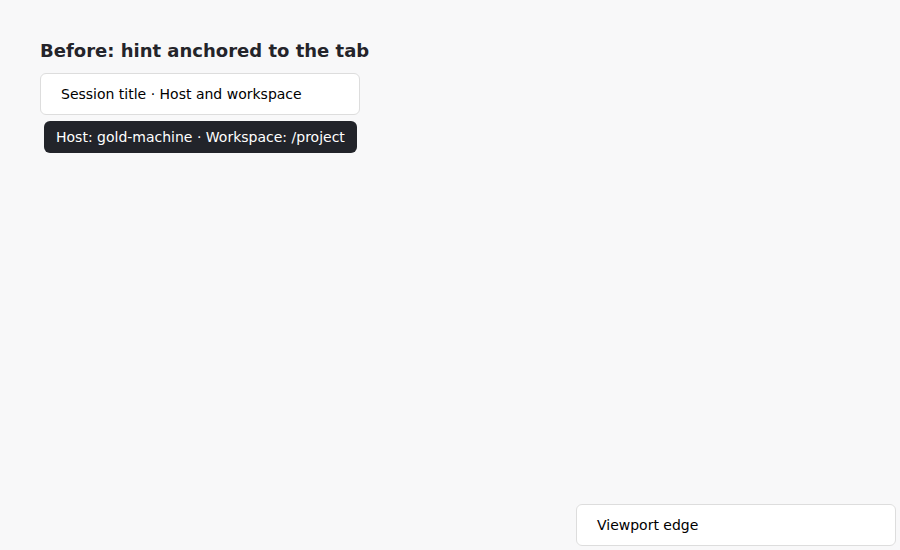 Before: hint anchored to the tab
Session title · Host and workspace
Host: gold-machine · Workspace: /project
Viewport edge